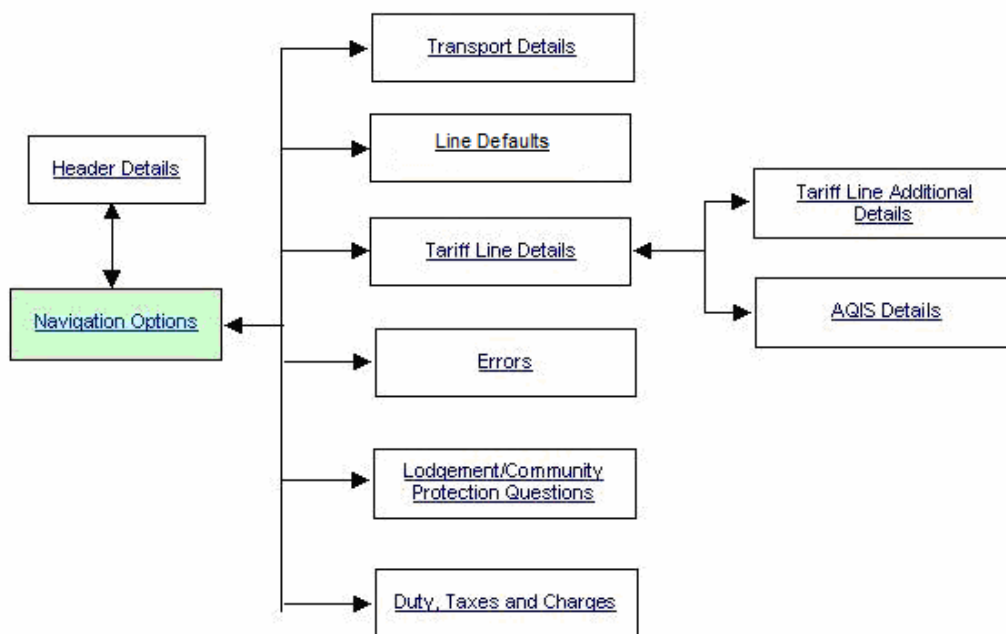 Transport Details
Line Defaults
Header Details
Tariff Line Additional
Details
Tariff Line Details
Navigation Options
AQIS Details
Errors
Lodgement/Community
Protection Questions
Duty, Taxes and Charges